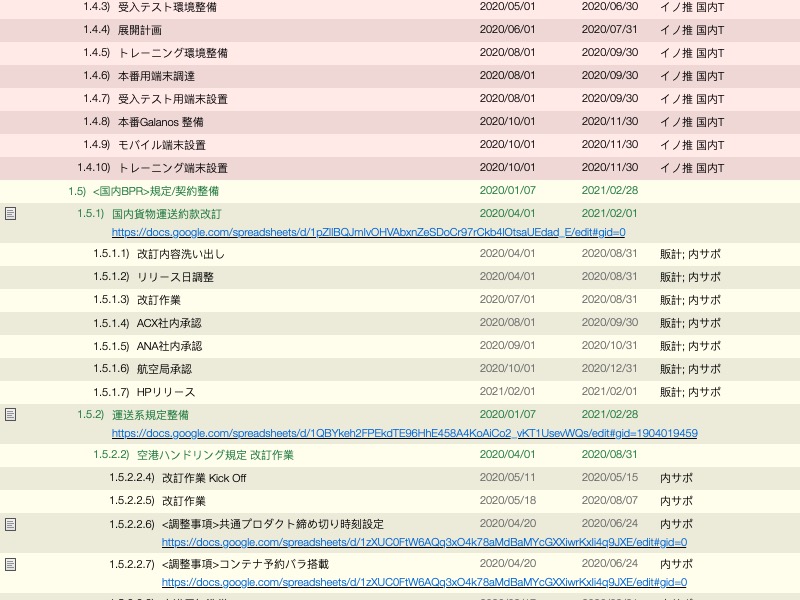 1.4.3) 受入テスト環境整備 2020/05/01 2020/06/30 イノ推 国内T
1.4.4) 展開計画 2020/06/01 2020/07/31 イノ推 国内T
1.4.5) トレーニング環境整備 2020/08/01 2020/09/30 イノ推 国内T
1.4.6) 本番用端末調達 2020/08/01 2020/09/30 イノ推 国内T
1.4.7) 受入テスト用端末設置 2020/08/01 2020/09/30 イノ推 国内T
1.4.8) 本番Galanos 整備 2020/10/01 2020/11/30 イノ推 国内T
1.4.9) モバイル端末設置 2020/10/01 2020/11/30 イノ推 国内T
1.4.10) トレーニング端末設置 2020/10/01 2020/11/30 イノ推 国内T
1.5) <国内BPR>規定/契約整備 2020/01/07 2021/02/28
1.5.1) 国内貨物運送約款改訂 2020/04/01 2021/02/01
https://docs.google.com/spreadsheets/d/1pZIlBQJmIvOHVAbxnZeSDoCr97rCkb4lOtsaUEdad_E/edit#gid=0
1.5.1.1) 改訂内容洗い出し 2020/04/01 2020/08/31 販計; 内サポ
1.5.1.2) リリース日調整 2020/04/01 2020/08/31 販計; 内サポ
1.5.1.3) 改訂作業 2020/07/01 2020/08/31 販計; 内サポ
1.5.1.4) ACX社内承認 2020/08/01 2020/09/30 販計; 内サポ
1.5.1.5) ANA社内承認 2020/09/01 2020/10/31 販計; 内サポ
1.5.1.6) 航空局承認 2020/10/01 2020/12/31 販計; 内サポ
1.5.1.7) HPリリース 2021/02/01 2021/02/01 販計; 内サポ
1.5.2) 運送系規定整備 2020/01/07 2021/02/28
https://docs.google.com/spreadsheets/d/1QBYkeh2FPEkdTE96HhE458A4KoAiCo2_yKT1UsevWQs/edit#gid=1904019459
1.5.2.2) 空港ハンドリング規定 改訂作業 2020/04/01 2020/08/31
1.5.2.2.4) 改訂作業 Kick Off 2020/05/11 2020/05/15 内サポ
1.5.2.2.5) 改訂作業 2020/05/18 2020/08/07 内サポ
1.5.2.2.6) <調整事項>共通プロダクト締め切り時刻設定 2020/04/20 2020/06/24 内サポ
https://docs.google.com/spreadsheets/d/1zXUC0FtW6AQq3xO4k78aMdBaMYcGXXiwrKxli4q9JXE/edit#gid=0
1.5.2.2.7) <調整事項>コンテナ予約バラ搭載 2020/04/20 2020/06/24 内サポ
https://docs.google.com/spreadsheets/d/1zXUC0FtW6AQq3xO4k78aMdBaMYcGXXiwrKxli4q9JXE/edit#gid=0